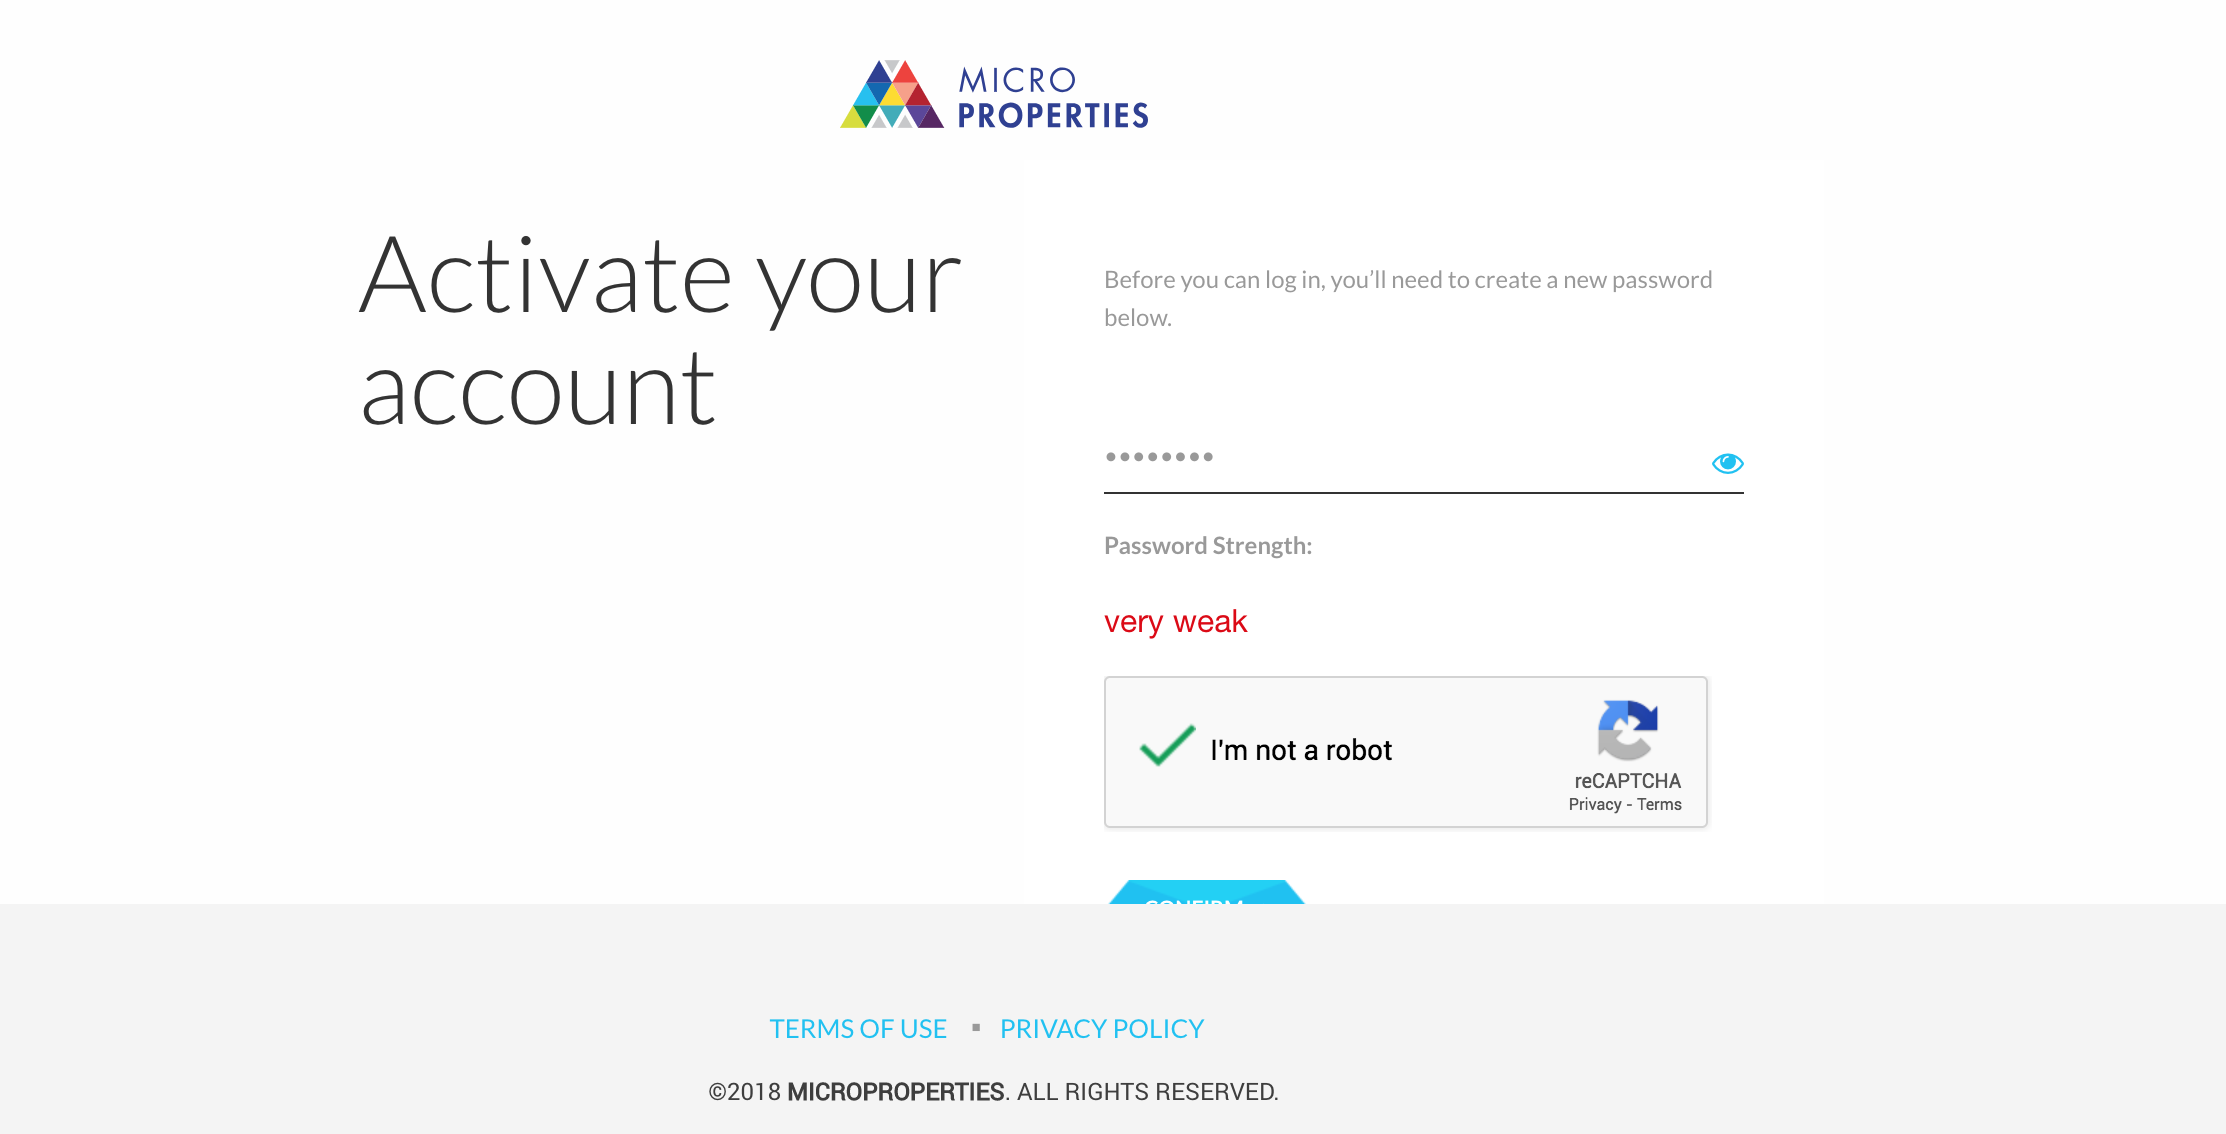 MICRO
PROPERTIES
Activate your
account
Before you can log in, you’ll need to create a new password
below.
••••••••
Password Strength:
very weak
I'm not a robot
reCAPTCHA
Privacy - Terms
CONFIRM
TERMS OF USE ▪ PRIVACY POLICY
©2018 MICROPROPERTIES. ALL RIGHTS RESERVED.